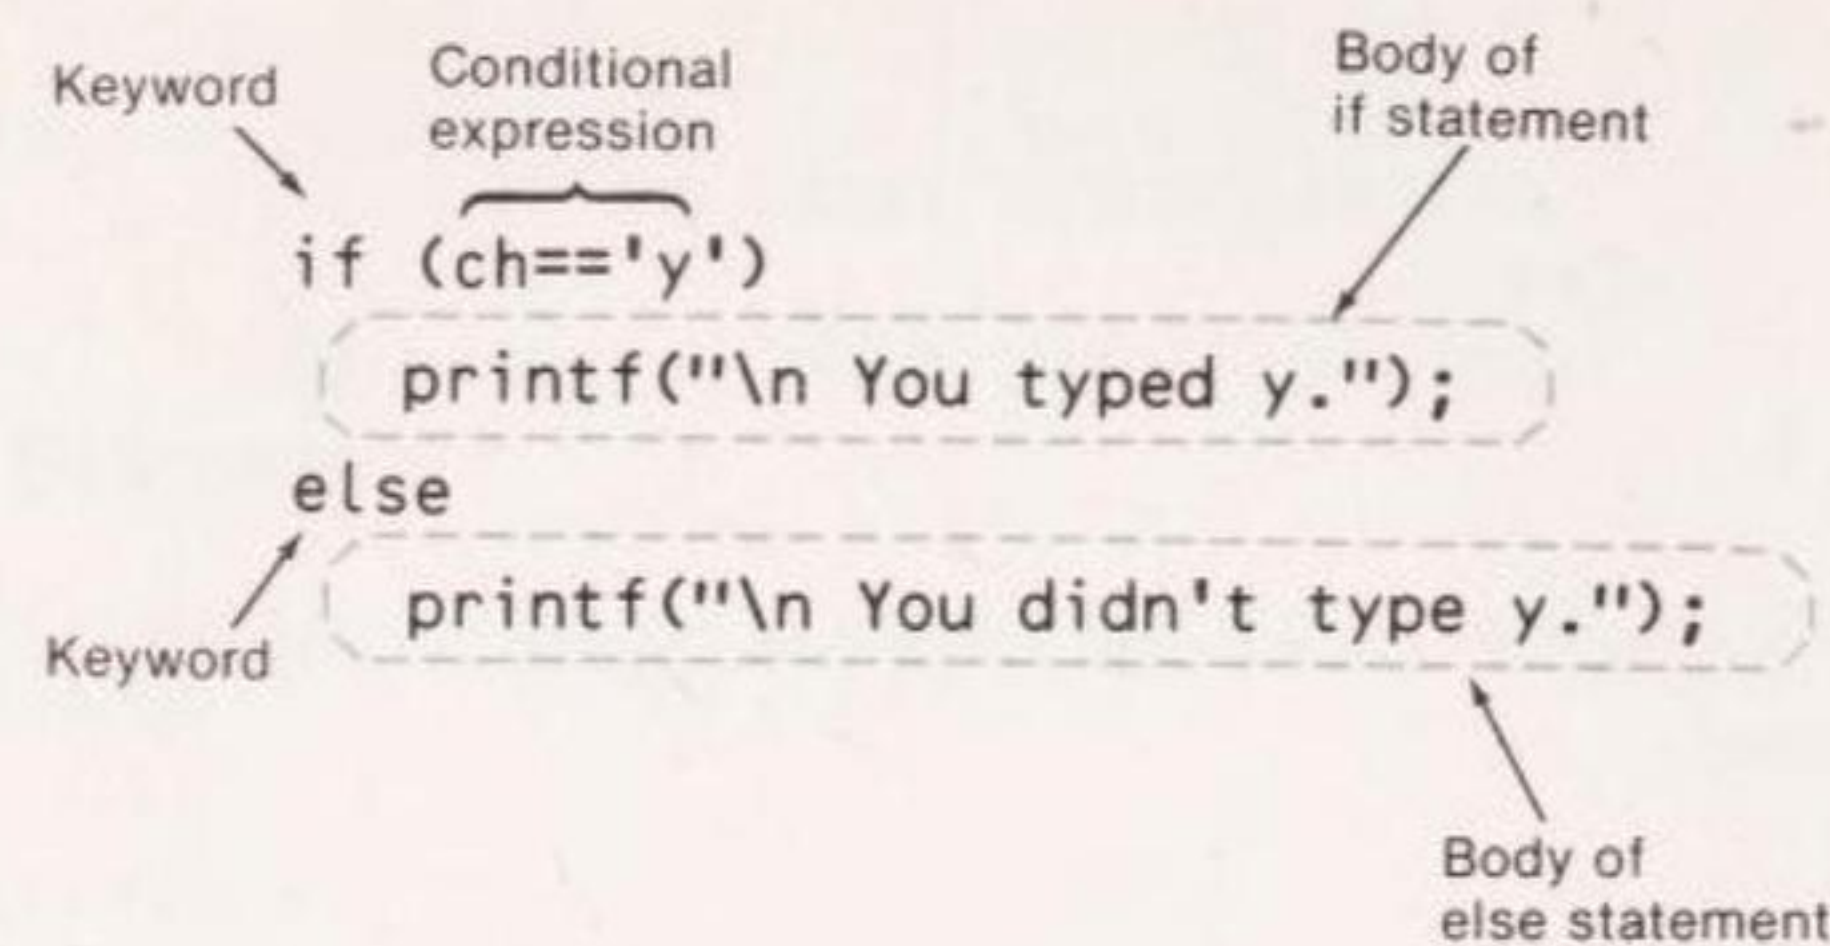 Keyword
Conditional
expression
Body of
if statement
if (ch=='y')
printf("\n You typed y.");
else
printf("\n You didn't type y.");
Keyword
Body of
else statement